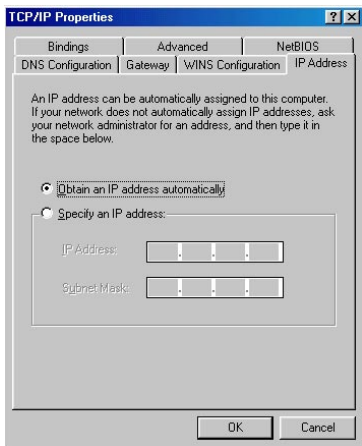 TCP/IP Properties
Bindings Advanced NetBIOS
DNS Configuration Gateway WINS Configuration IP Address
An IP address can be automatically assigned to this computer.
If your network does not automatically assign IP addresses, ask
your network administrator for an address, and then type it in
the space below.
Obtain an IP address automatically
Specify an IP address:
IP Address:
Subnet Mask:
OK Cancel